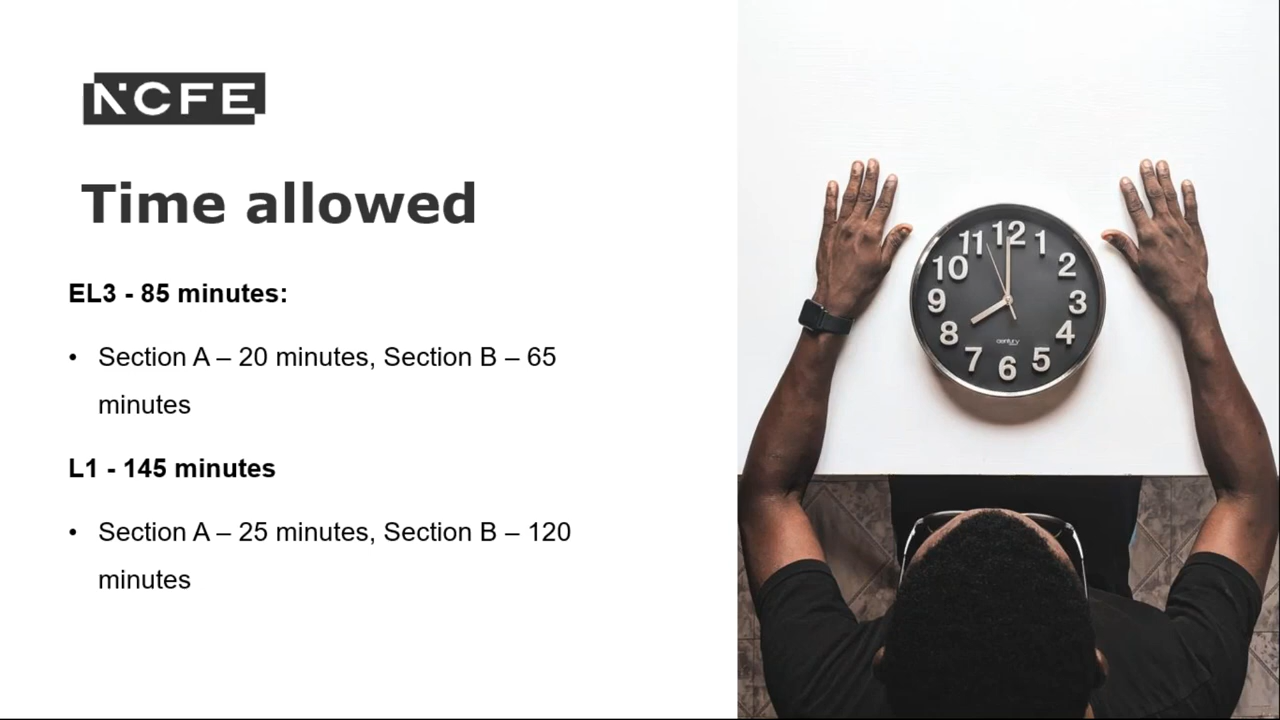 NCFE
Time allowed
EL3 - 85 minutes:
• Section A – 20 minutes, Section B – 65
minutes
L1 - 145 minutes
• Section A – 25 minutes, Section B – 120
minutes
12
11
1
10
2
9
3
8
4
7
5
6
century